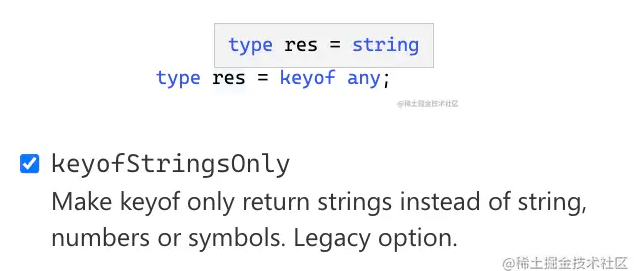 type res = string
type res = keyof any;
@稀土掘金技术社区
keyofStringsOnly
Make keyof only return strings instead of string,
numbers or symbols. Legacy option.
@稀土掘金技术社区